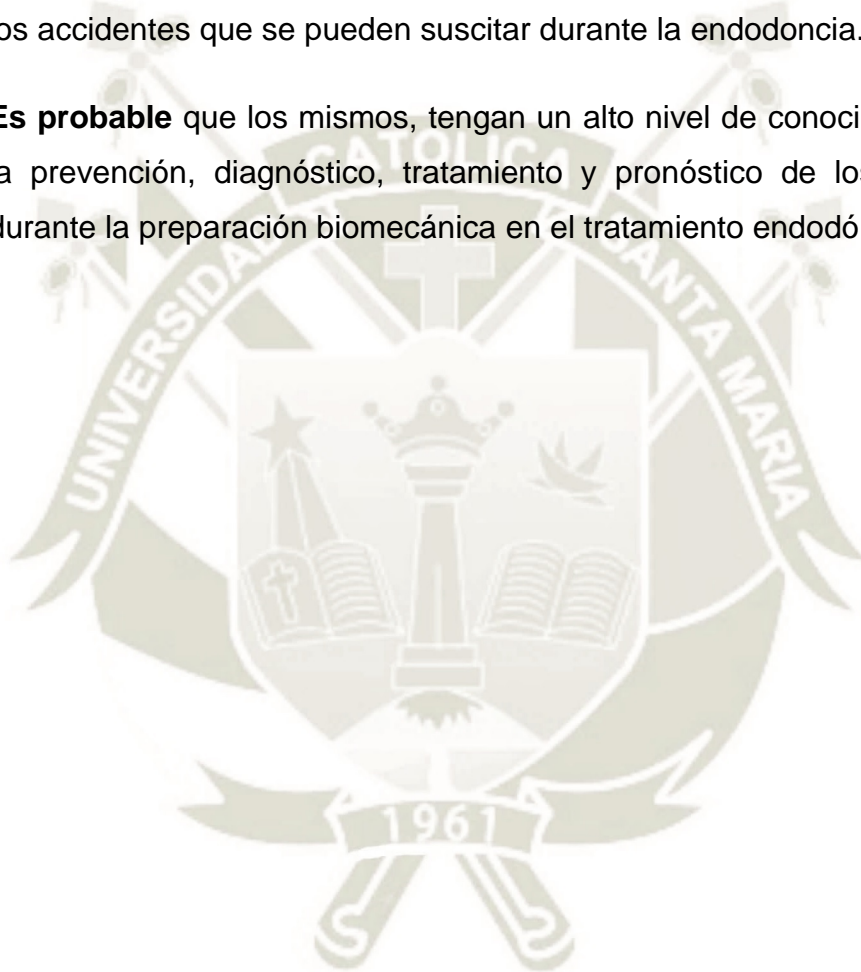 os accidentes que se pueden suscitar durante la endodoncia.
Es probable que los mismos, tengan un alto nivel de conoci
a prevención, diagnóstico, tratamiento y pronóstico de los
durante la preparación biomecánica en el tratamiento endodó
CATOLICA
UNIVERSIDAD
SANTA MARIA
1961